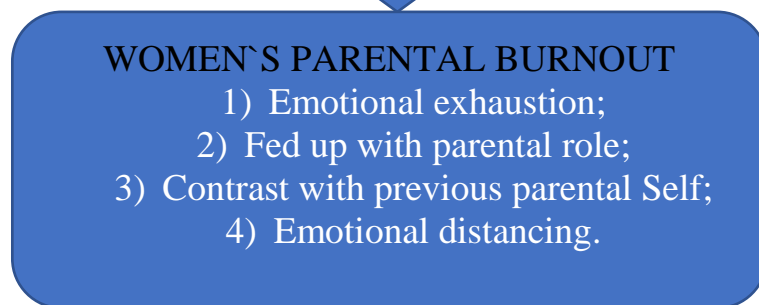 WOMEN`S PARENTAL BURNOUT
1) Emotional exhaustion;
2) Fed up with parental role;
3) Contrast with previous parental Self;
4) Emotional distancing.